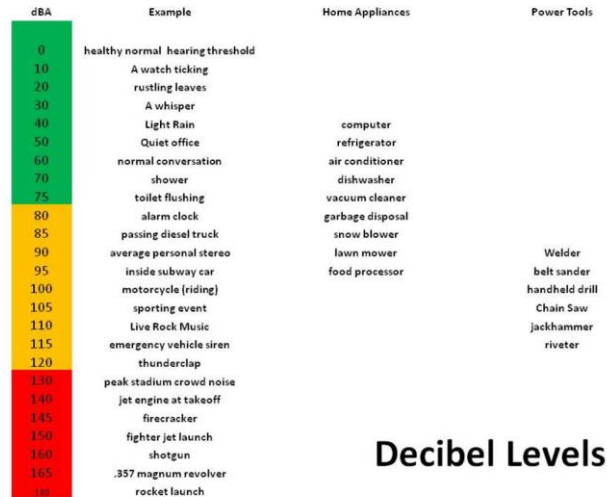 dBA Example Home Appliances Power Tools
0 healthy normal hearing threshold
10 A watch ticking
20 rustling leaves
30 A whisper
40 Light Rain computer
50 Quiet office refrigerator
60 normal conversation air conditioner
70 shower dishwasher
75 toilet flushing vacuum cleaner
80 alarm clock garbage disposal
85 passing diesel truck snow blower
90 average personal stereo lawn mower Welder
95 inside subway car food processor belt sander
100 motorcycle (riding) handheld drill
105 sporting event Chain Saw
110 Live Rock Music jackhammer
115 emergency vehicle siren riveter
120 thunderclap
130 peak stadium crowd noise
140 jet engine at takeoff
145 firecracker
150 fighter jet launch
160 shotgun
165 .357 magnum revolver
rocket launch
Decibel Levels